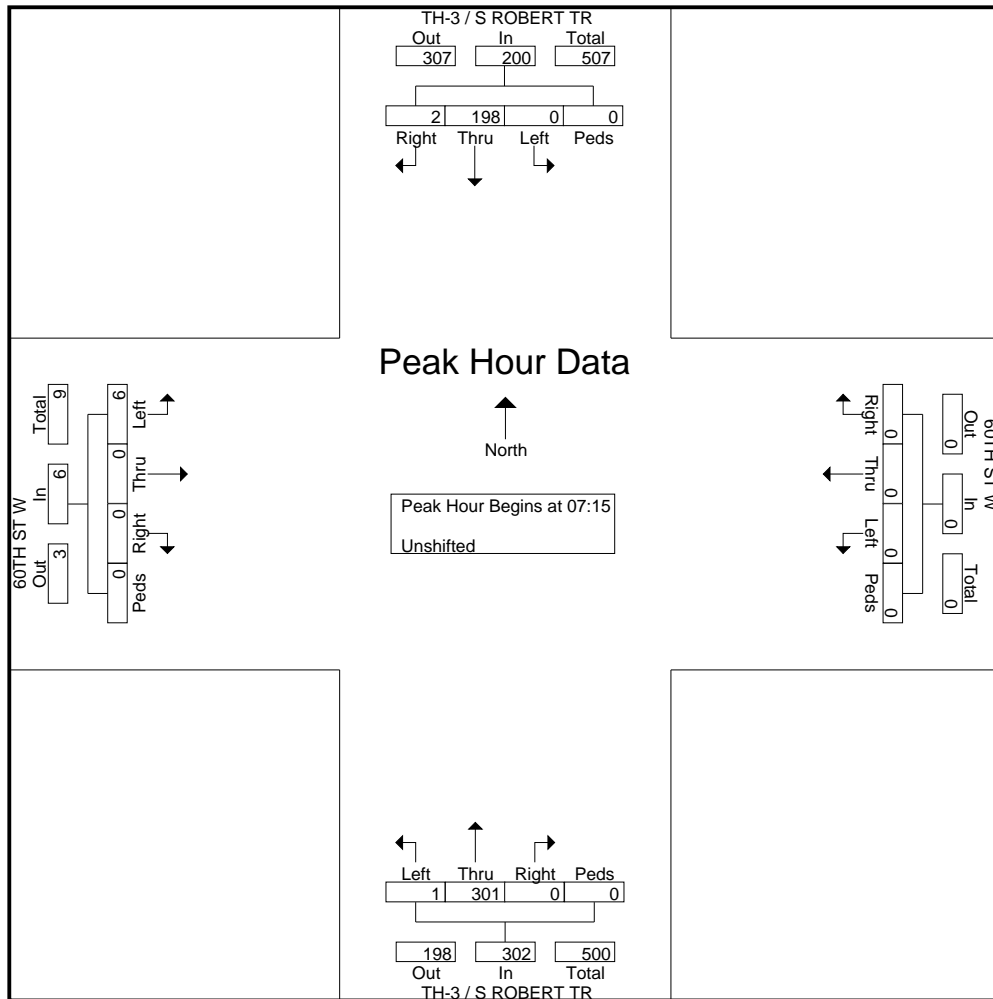 TH-3 / S ROBERT TR
Out In Total
307 200 507
2 198 0 0
Right Thru Left Peds
Peak Hour Data
North
Peak Hour Begins at 07:15
Unshifted
60TH ST W
Total In Out
9 6 3
6 0 0 0
Left Thru Right Peds
Right Thru Left Peds
0 0 0 0
Out In Total
0 0 0
60TH ST W
Left Thru Right Peds
1 301 0 0
198 302 500
Out In Total
TH-3 / S ROBERT TR